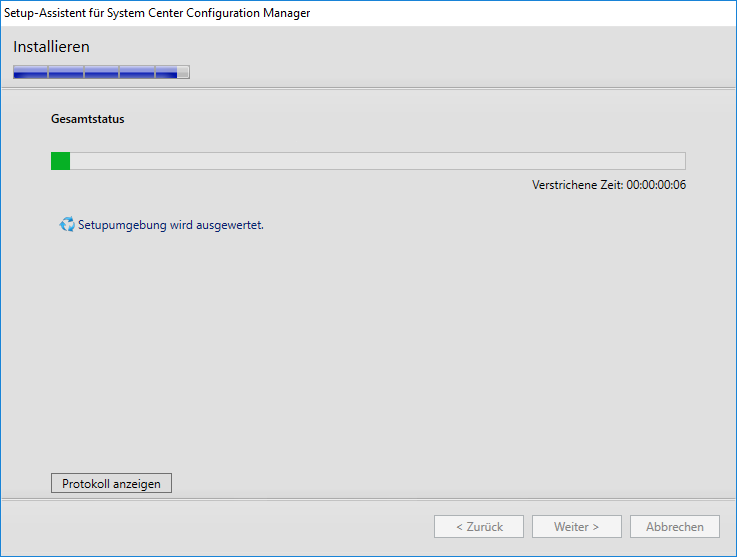 Setup-Assistent für System Center Configuration Manager
Installieren
Gesamtstatus
Verstrichene Zeit: 00:00:00:06
Setupumgebung wird ausgewertet.
Protokoll anzeigen
< Zurück
Weiter >
Abbrechen